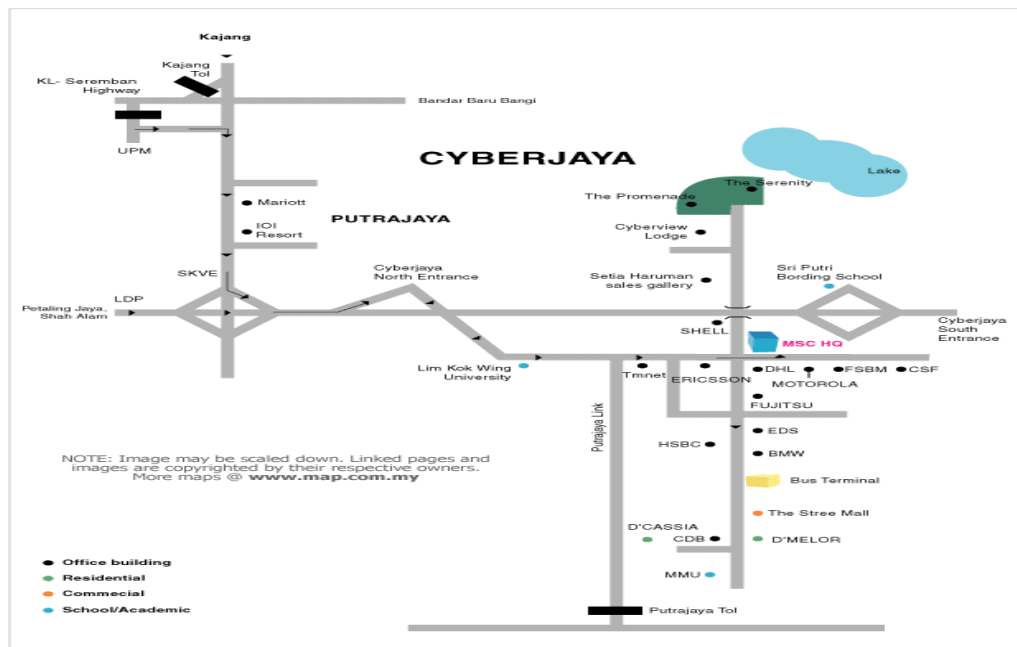 Kajang
Kajang
Tol
KL- Seremban
Highway
Bandar Baru Bangi
UPM
CYBERJAYA
Lake
The Serenity
The Promenade
Mariott
PUTRAJAYA
IOI
Resort
Cyberview
Lodge
SKVE
Cyberjaya
North Entrance
Setia Haruman
sales gallery
Sri Putri
Bording School
LDP
Petaling Jaya,
Shah Alam
Cyberjaya
South
Entrance
SHELL
MSC HQ
Lim Kok Wing
University
Tmnet
ERICSSON
DHL
MOTOROLA
FSBM
CSF
FUJITSU
Putrajaya Link
HSBC
EDS
BMW
NOTE: Image may be scaled down. Linked pages and
images are copyrighted by their respective owners.
More maps @ www.map.com.my
Bus Terminal
The Stree Mall
D'CASSIA
CDB
D'MELOR
MMU
Office building
Residential
Commecial
School/Academic
Putrajaya Tol